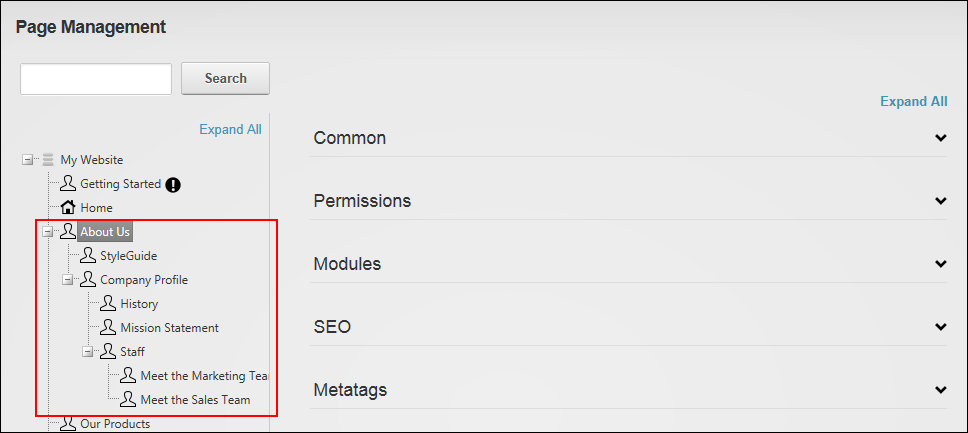 Page Management
Search
Expand All
My Website
Getting Started
Home
About Us
StyleGuide
Company Profile
History
Mission Statement
Staff
Meet the Marketing Tea
Meet the Sales Team
Our Products
Expand All
Common
Permissions
Modules
SEO
Metatags